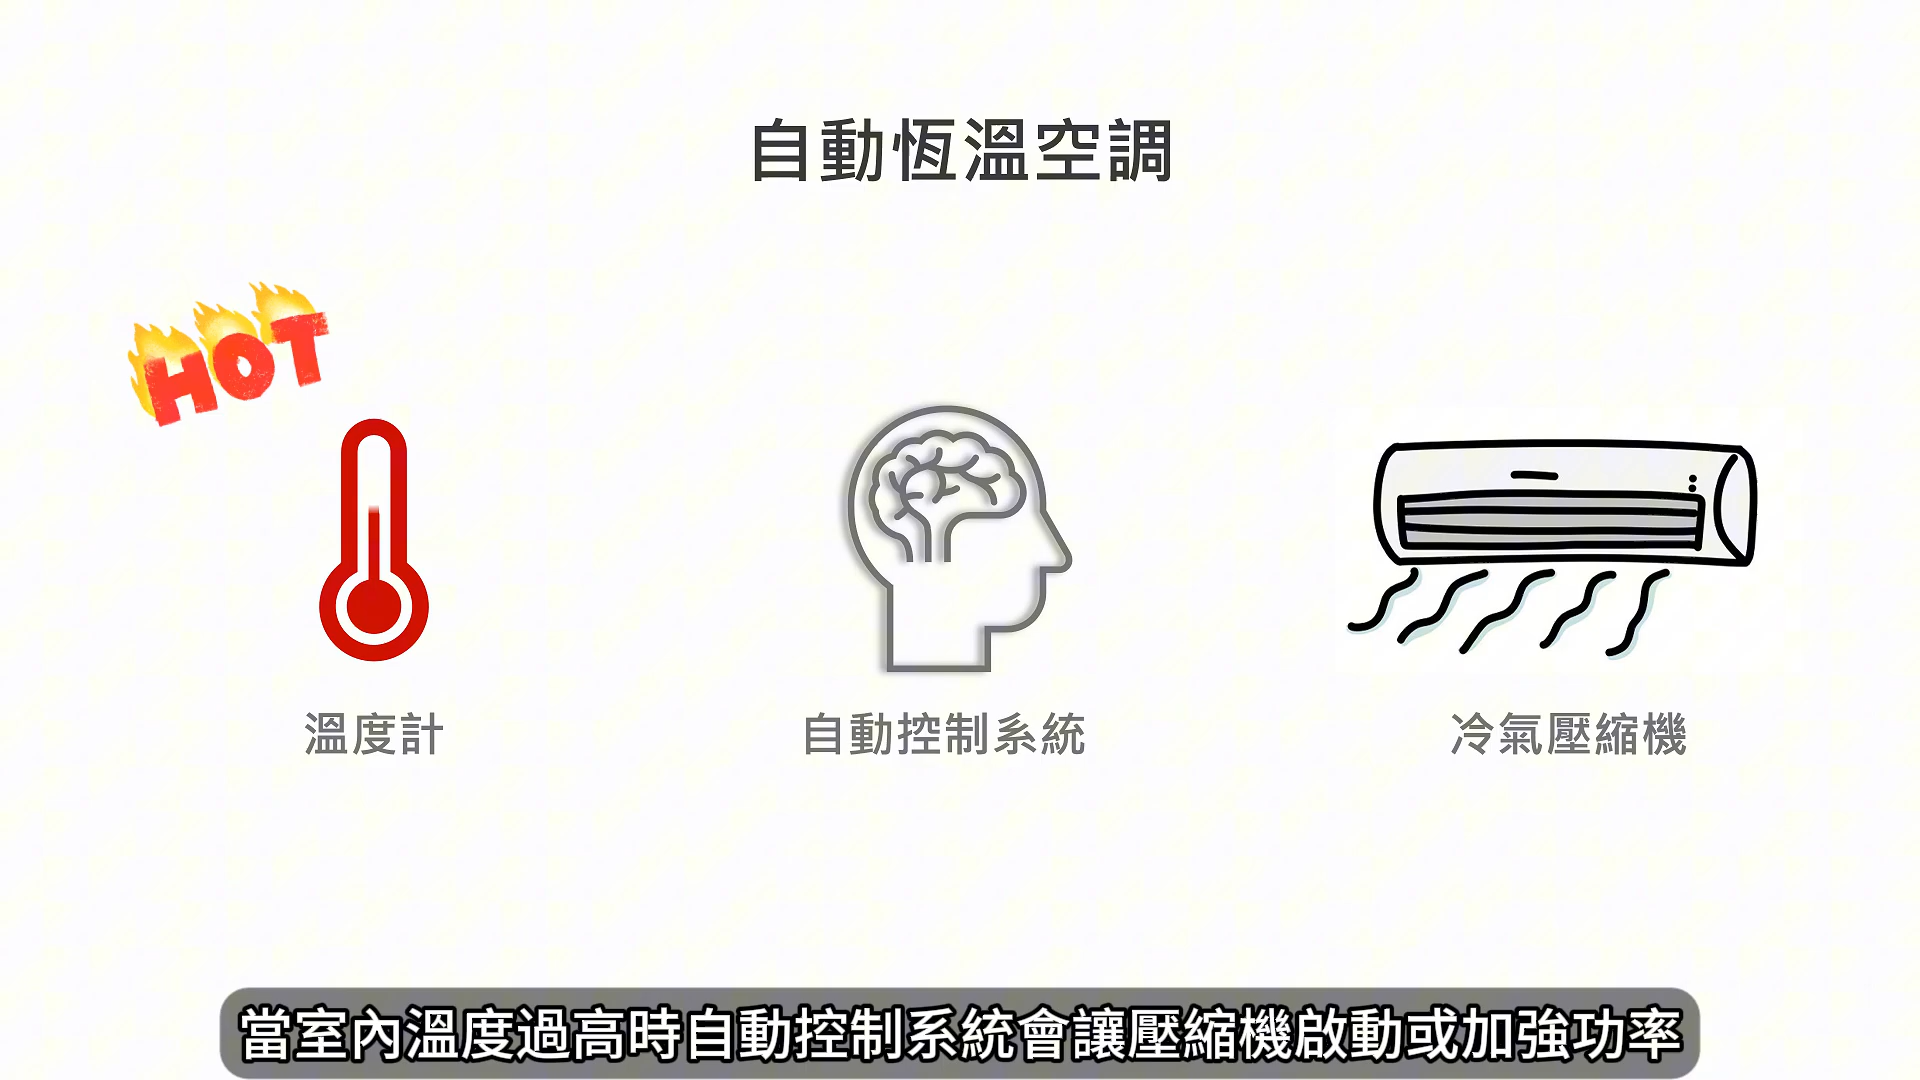 自動恆溫空調
HOT
溫度計
自動控制系統
冷氣壓縮機
當室內溫度過高時自動控制系統會讓壓縮機啟動或加強功率